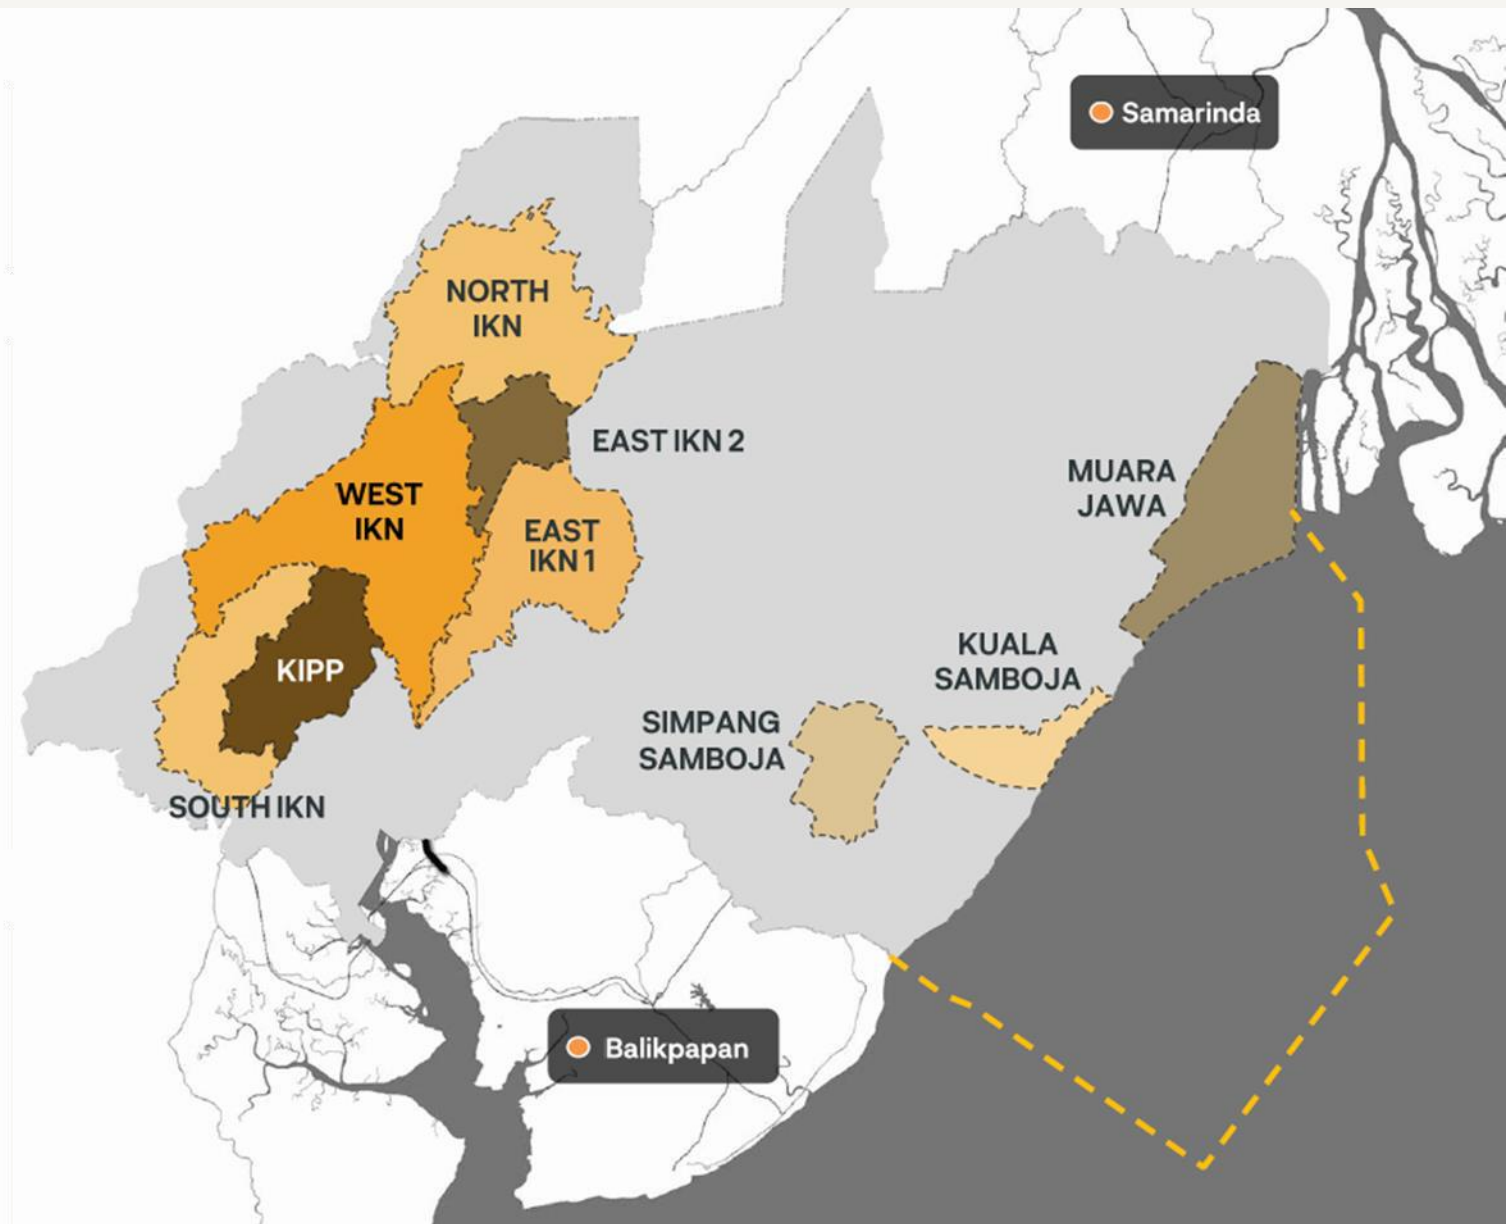 Samarinda
NORTH
IKN
EAST IKN 2
WEST
IKN
MUARA
JAWA
EAST
IKN 1
KIPP
KUALA
SAMBOJA
SIMPANG
SAMBOJA
SOUTH IKN
Balikpapan